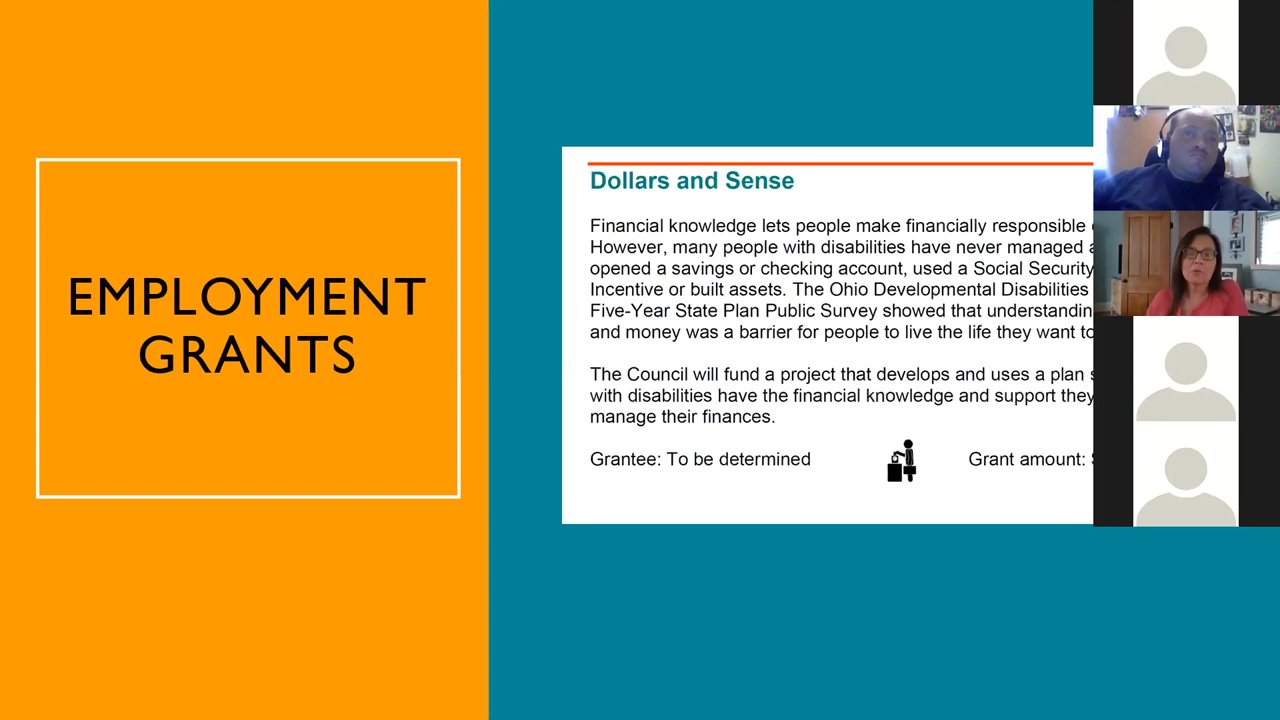 EMPLOYMENT
GRANTS
Dollars and Sense
Financial knowledge lets people make financially responsible
However, many people with disabilities have never managed
opened a savings or checking account, used a Social Security
Incentive or built assets. The Ohio Developmental Disabilities
Five-Year State Plan Public Survey showed that understandin
and money was a barrier for people to live the life they want to
The Council will fund a project that develops and uses a plan
with disabilities have the financial knowledge and support they
manage their finances.
Grantee: To be determined
Grant amount: